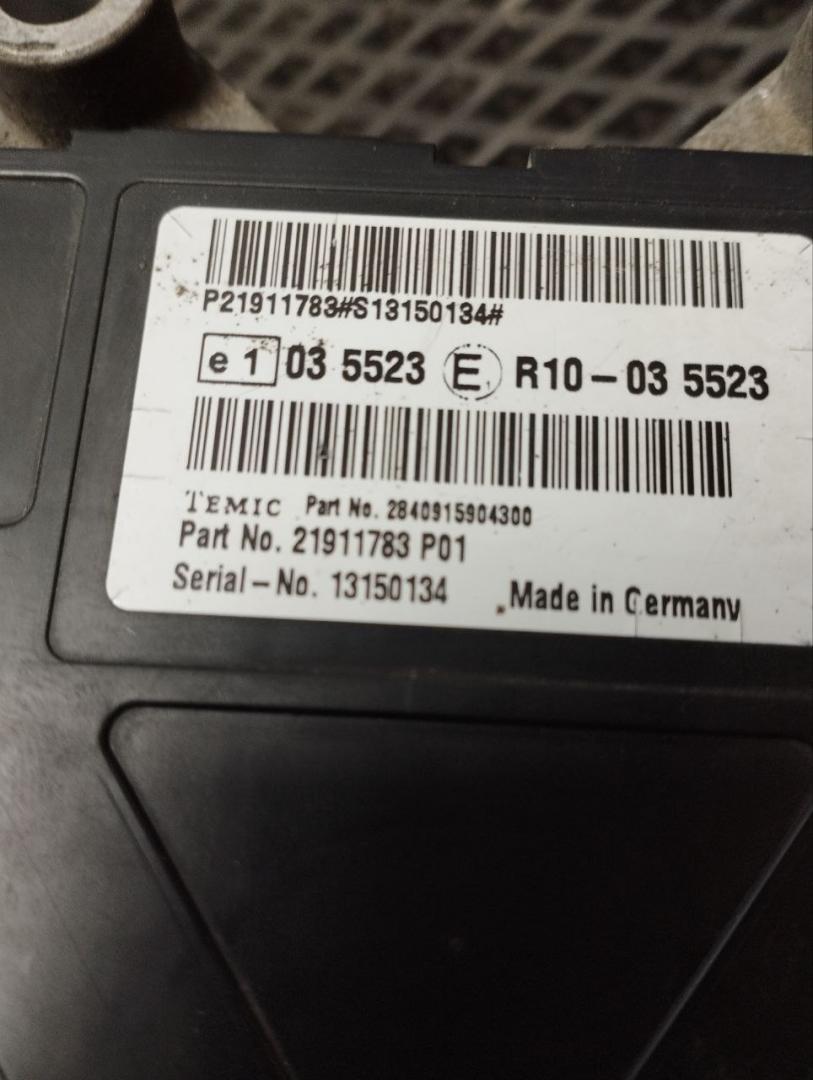 P21911783#S13150134#
e 1 03 5523 E1 R10-03 5523
TEMIC Part No. 2840915904300
Part No. 21911783 P01
Serial-No. 13150134 Made in Germany